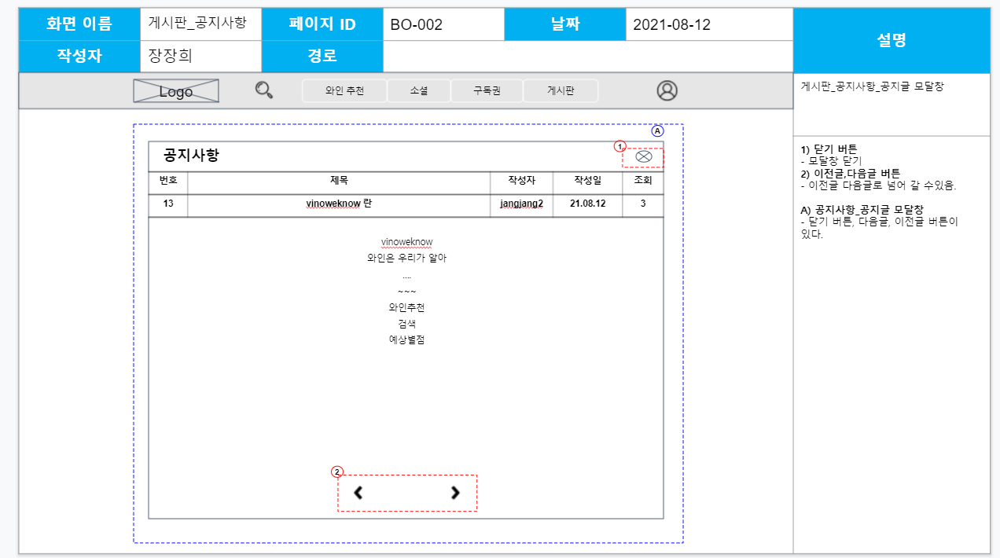 화면 이름 게시판_공지사항 페이지 ID BO-002 날짜 2021-08-12 설명
작성자 장장희 경로
Logo 와인 추천 소셜 구독권 게시판
게시판_공지사항_공지글 모달창
A
1
공지사항
번호 제목 작성자 작성일 조회
13 vinoweknow 란 jangjang2 21.08.12 3
vinoweknow
와인은 우리가 알아
....
~~~
와인추천
검색
예상별점
2
1) 닫기 버튼
- 모달창 닫기
2) 이전글,다음글 버튼
- 이전글 다음글로 넘어 갈 수있음.
A) 공지사항_공지글 모달창
- 닫기 버튼, 다음글, 이전글 버튼이
있다.